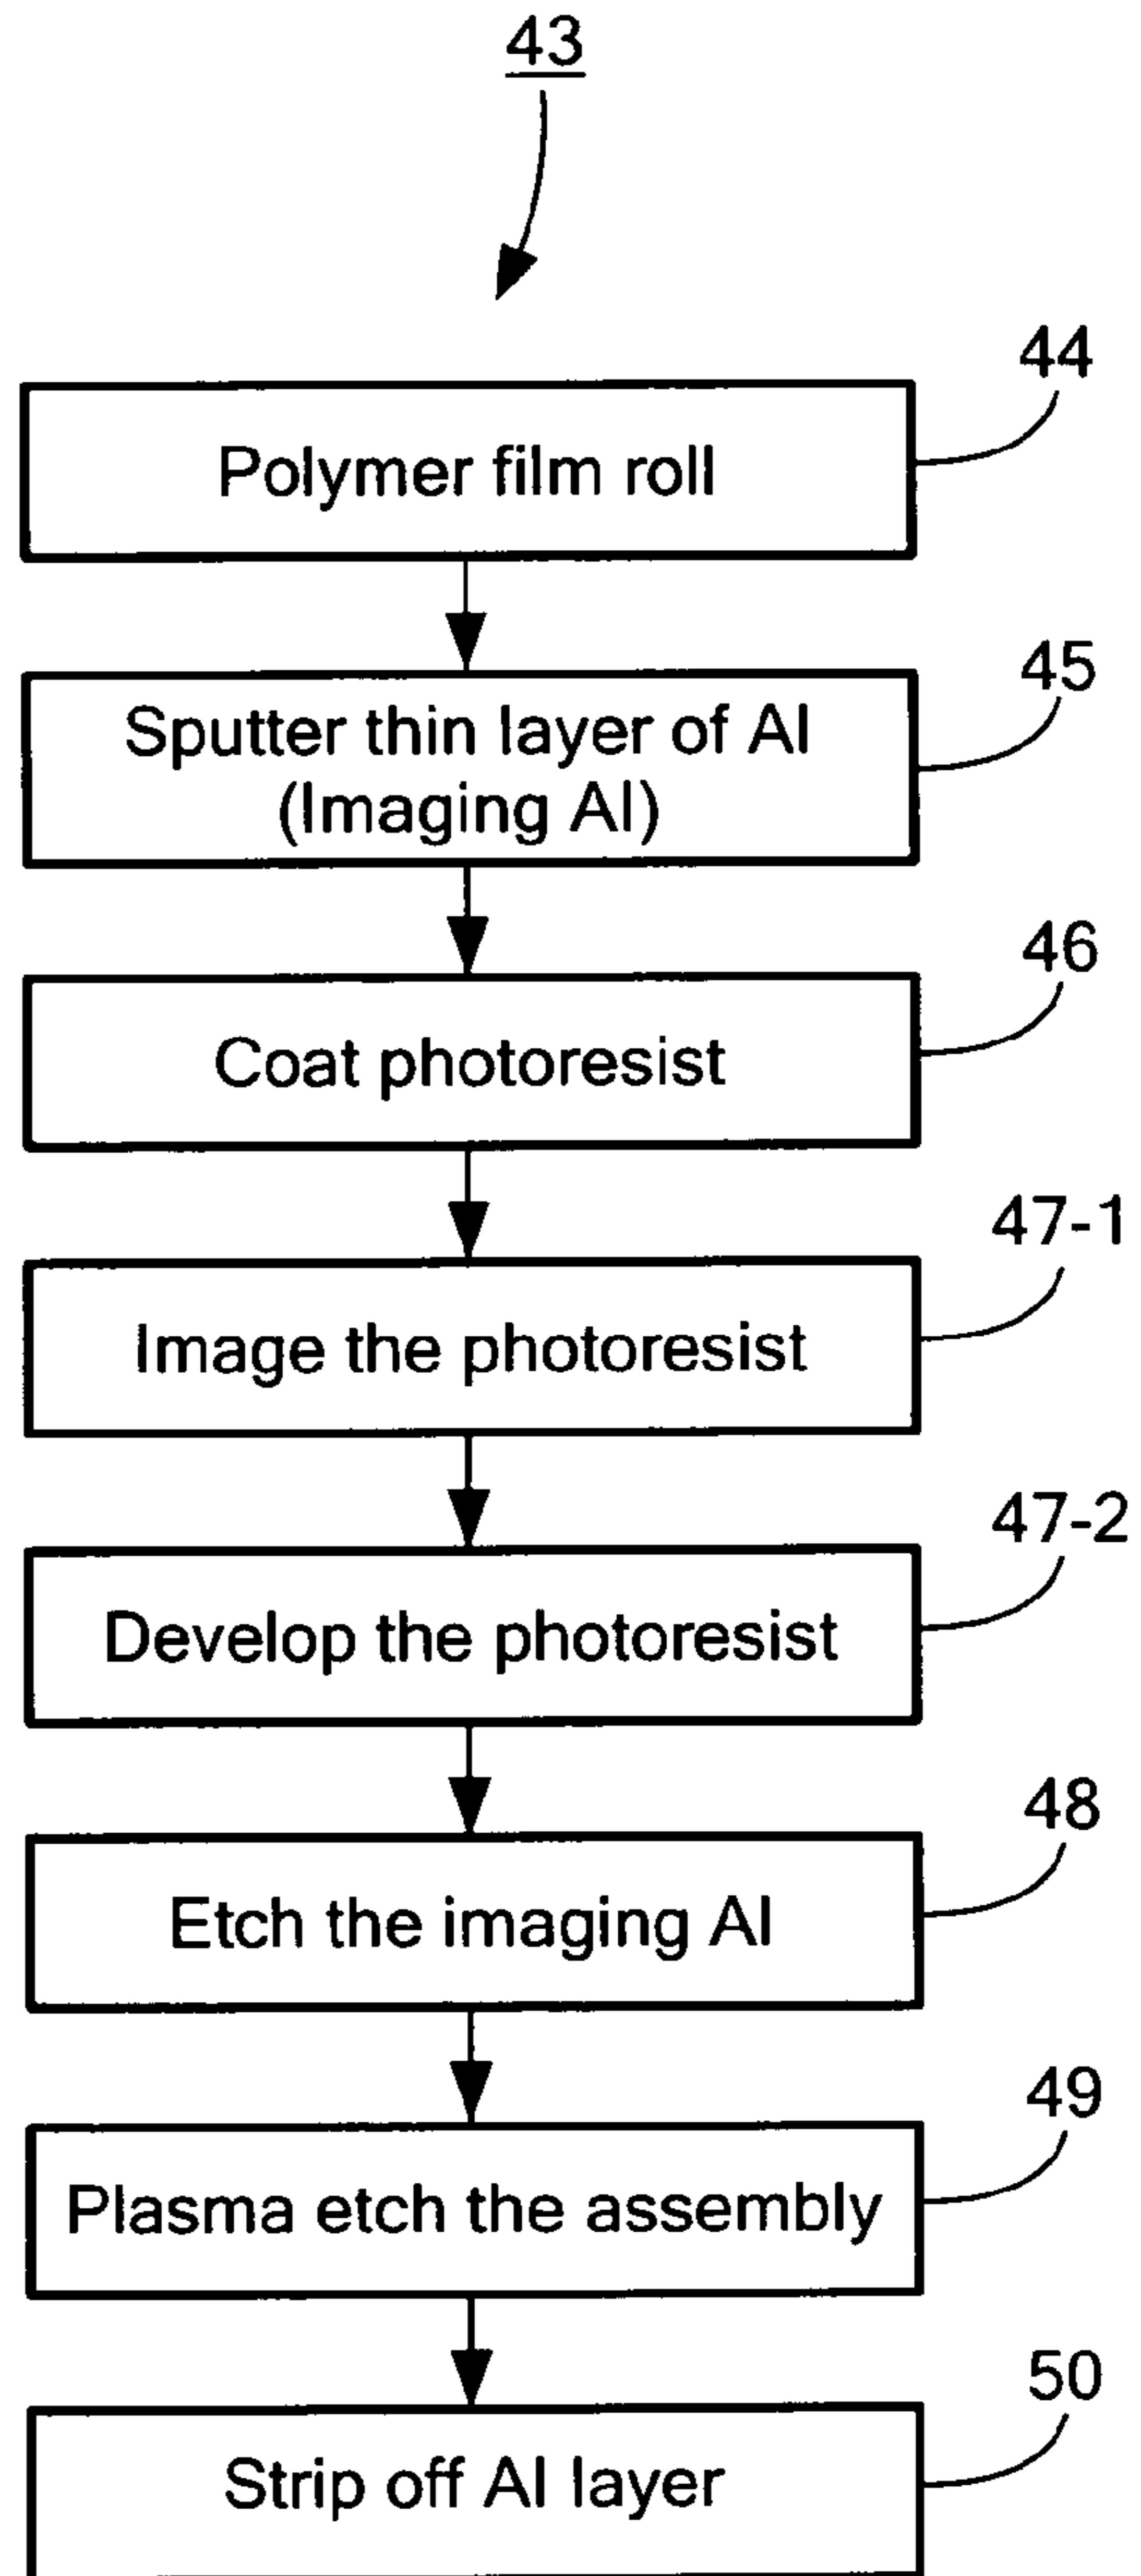 43
44
Polymer film roll
45
Sputter thin layer of Al
(Imaging Al)
46
Coat photoresist
47-1
Image the photoresist
47-2
Develop the photoresist
48
Etch the imaging Al
49
Plasma etch the assembly
50
Strip off Al layer